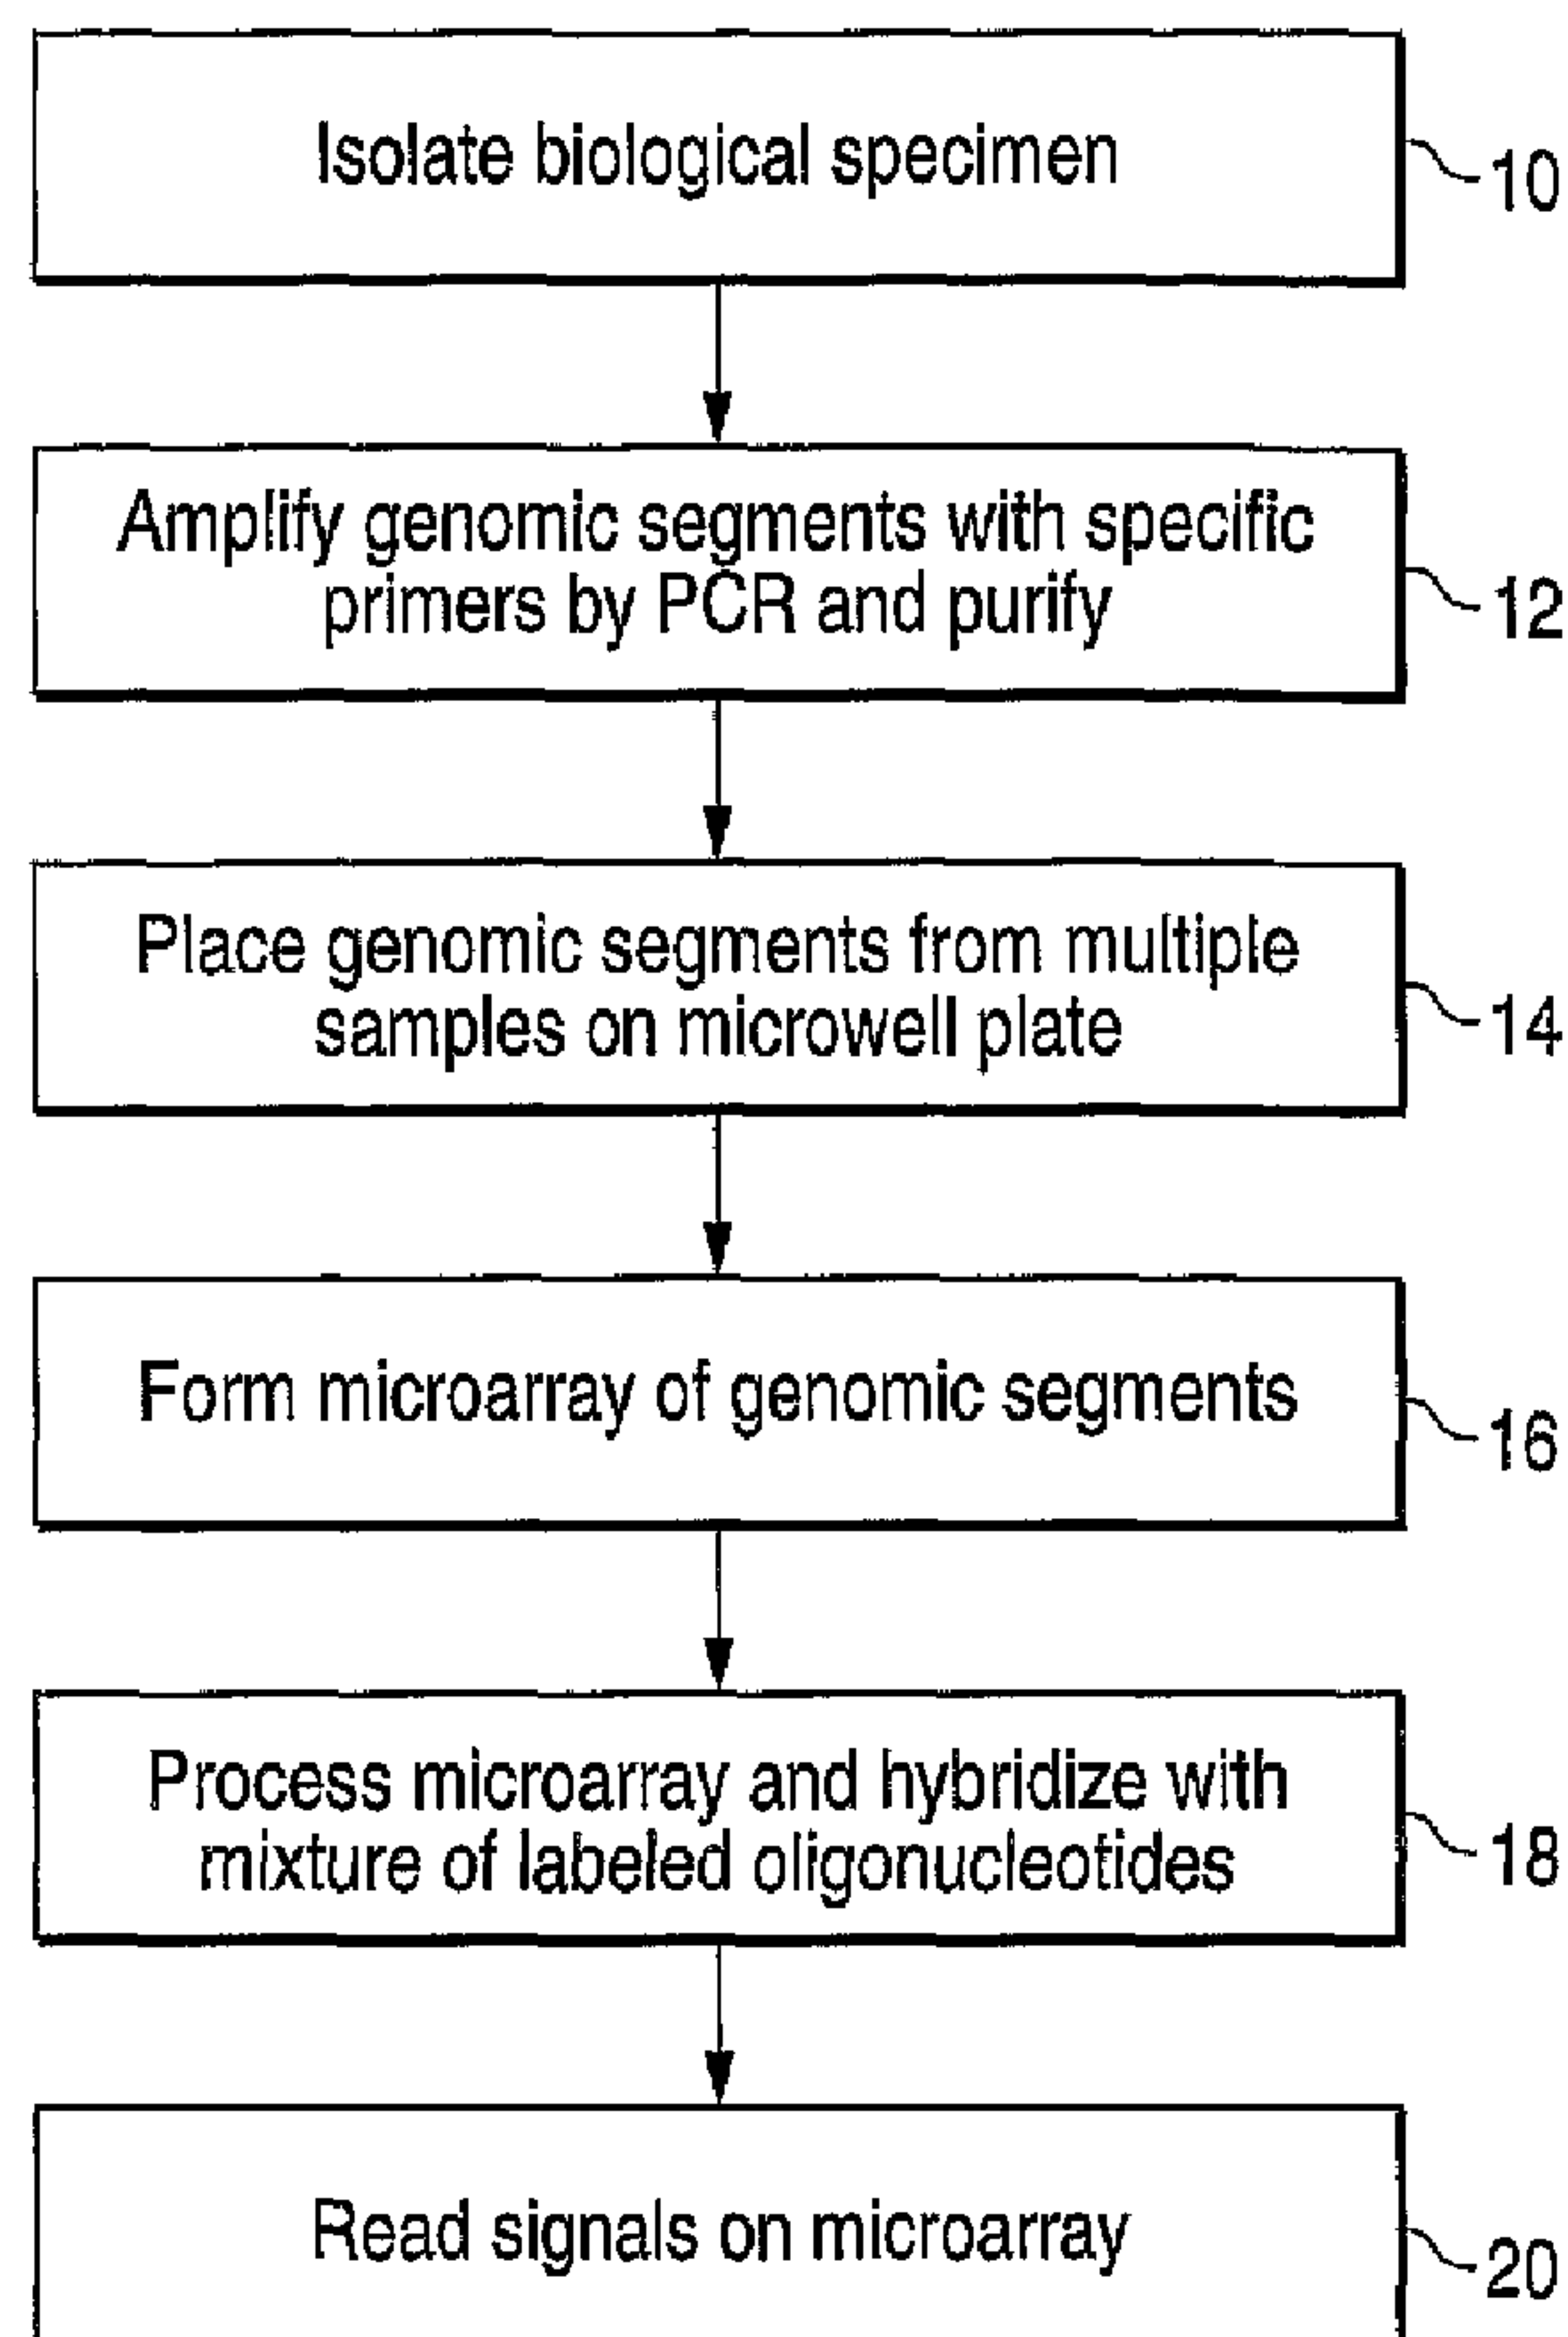 Isolate biological specimen
10
Amplify genomic segments with specific
primers by PCR and purify
12
Place genomic segments from multiple
samples on microwell plate
14
Form microarray of genomic segments
16
Process microarray and hybridize with
mixture of labeled oligonucleotides
18
Read signals on microarray
20